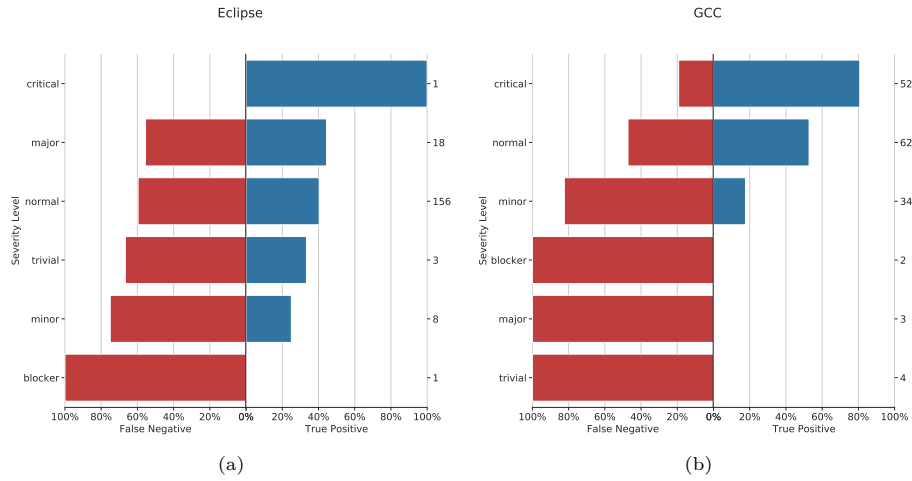 Eclipse
GCC
critical
major
normal
trivial
minor
blocker
Severity Level
1
18
156
3
8
1
100% 80% 60% 40% 20% 0% 20% 40% 60% 80% 100%
False Negative True Positive
critical
normal
minor
blocker
major
trivial
Severity Level
52
62
34
2
3
4
100% 80% 60% 40% 20% 0% 20% 40% 60% 80% 100%
False Negative True Positive
(a)
(b)